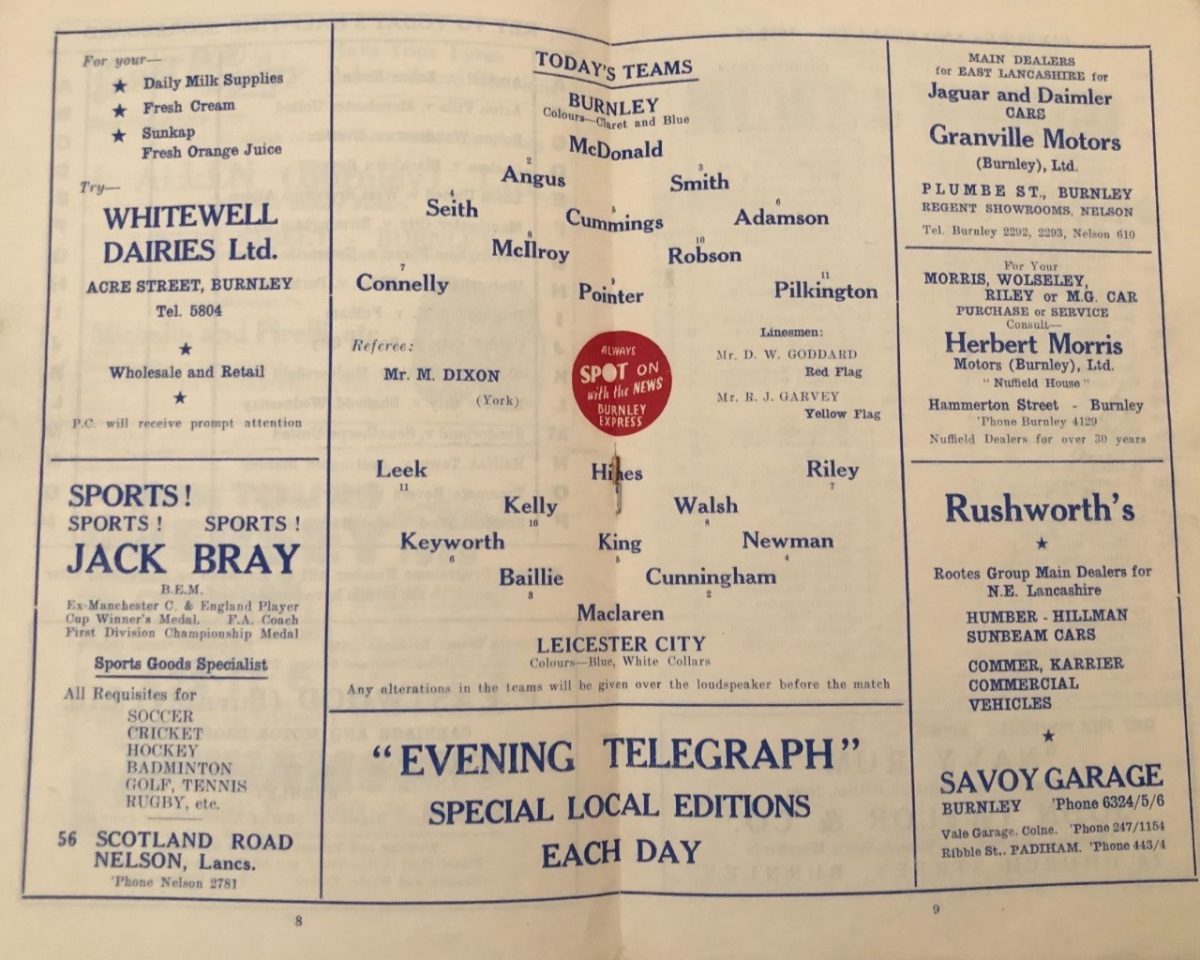 For your—
★ Daily Milk Supplies
★ Fresh Cream
★ Sunkap
Fresh Orange Juice
Try—
WHITEWELL
DAIRIES Ltd.
ACRE STREET, BURNLEY
Tel. 5804
★
Wholesale and Retail
★
P.C. will receive prompt attention
SPORTS!
SPORTS! SPORTS!
JACK BRAY
B.E.M.
Ex-Manchester C. & England Player
Cup Winner's Medal. F.A. Coach
First Division Championship Medal
Sports Goods Specialist
All Requisites for
SOCCER
CRICKET
HOCKEY
BADMINTON
GOLF, TENNIS
RUGBY, etc.
56 SCOTLAND ROAD
NELSON, Lancs.
'Phone Nelson 2781
8
TODAY'S TEAMS
BURNLEY
Colours—Claret and Blue
McDonald
2 3
Angus Smith
4 5 6
Seith Cummings Adamson
8 10
McIlroy Robson
7 9 11
Connelly Pointer Pilkington
Referee:
Mr. M. DIXON
(York)
ALWAYS
SPOT ON
with the NEWS
BURNLEY
EXPRESS
Linesmen:
Mr. D. W. GODDARD
Red Flag
Mr. R. J. GARVEY
Yellow Flag
Leek Hines Riley
11 7
Kelly Walsh
10 8
Keyworth King Newman
6 5 4
Baillie Cunningham
3 2
Maclaren
LEICESTER CITY
Colours—Blue, White Collars
Any alterations in the teams will be given over the loudspeaker before the match
"EVENING TELEGRAPH"
SPECIAL LOCAL EDITIONS
EACH DAY
MAIN DEALERS
for EAST LANCASHIRE for
Jaguar and Daimler
CARS
Granville Motors
(Burnley), Ltd.
PLUMBE ST., BURNLEY
REGENT SHOWROOMS, NELSON
Tel. Burnley 2292, 2293, Nelson 610
For Your
MORRIS, WOLSELEY,
RILEY or M.G. CAR
PURCHASE or SERVICE
Consult—
Herbert Morris
Motors (Burnley), Ltd.
"Nuffield House"
Hammerton Street - Burnley
'Phone Burnley 4129
Nuffield Dealers for over 30 years
Rushworth's
★
Rootes Group Main Dealers for
N.E. Lancashire
HUMBER - HILLMAN
SUNBEAM CARS
COMMER, KARRIER
COMMERCIAL
VEHICLES
★
SAVOY GARAGE
BURNLEY 'Phone 6324/5/6
Vale Garage. Colne. 'Phone 247/1154
Ribble St., PADIHAM. 'Phone 443/4
9